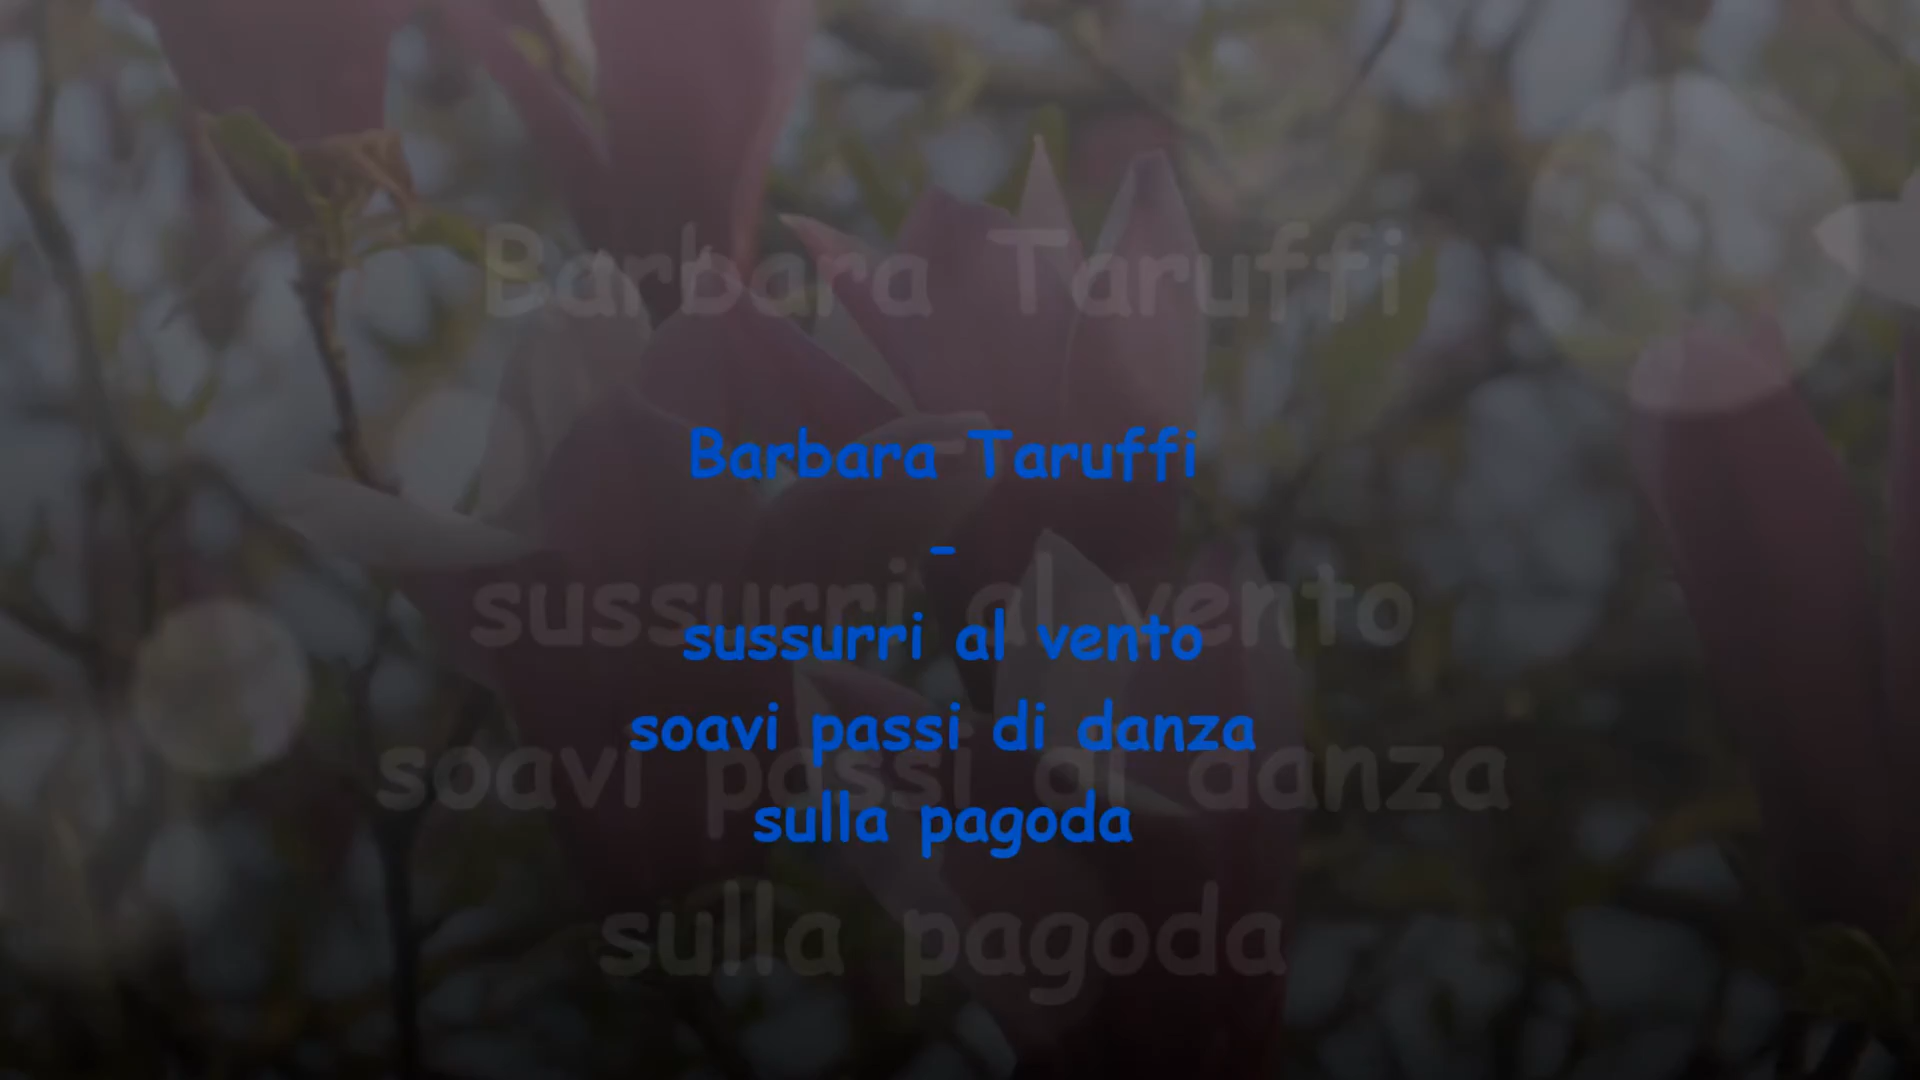 Barbara Taruffi
-
sussurri al vento
soavi passi di danza
sulla pagoda